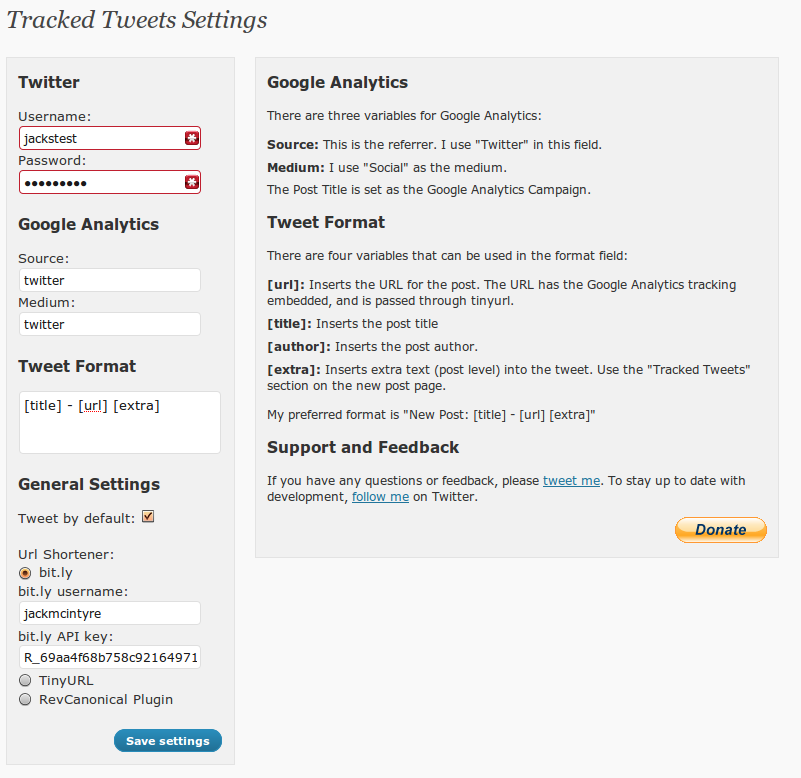 Tracked Tweets Settings
Twitter
Username:
jackstest
Password:
•••••••••
Google Analytics
Source:
twitter
Medium:
twitter
Tweet Format
[title] - [url] [extra]
General Settings
Tweet by default:
Url Shortener:
bit.ly
bit.ly username:
jackmcintyre
bit.ly API key:
R_69aa4f68b758c92164971
TinyURL
RevCanonical Plugin
Save settings
Google Analytics
There are three variables for Google Analytics:
Source: This is the referrer. I use "Twitter" in this field.
Medium: I use "Social" as the medium.
The Post Title is set as the Google Analytics Campaign.
Tweet Format
There are four variables that can be used in the format field:
[url]: Inserts the URL for the post. The URL has the Google Analytics tracking
embedded, and is passed through tinyurl.
[title]: Inserts the post title
[author]: Inserts the post author.
[extra]: Inserts extra text (post level) into the tweet. Use the "Tracked Tweets"
section on the new post page.
My preferred format is "New Post: [title] - [url] [extra]"
Support and Feedback
If you have any questions or feedback, please tweet me. To stay up to date with
development, follow me on Twitter.
Donate